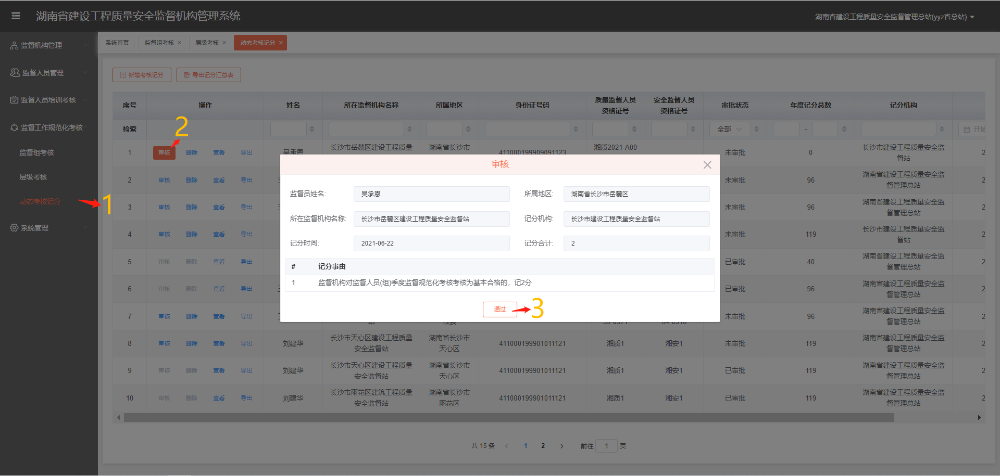 湖南省建设工程质量安全监督机构管理系统
湖南省建设工程质量安全监督管理总站(yyz省总站)
监督机构管理
监督人员管理
监督人员培训考核
监督工作规范化考核
监督组考核
层级考核
动态考核记分
1
系统管理
系统首页 监督组考核 层级考核 动态考核记分
新增考核记分 导出记分汇总表
序号 操作 姓名 所在监督机构名称 所属地区 身份证号码 质量监督人员 资格证号 安全监督人员 资格证号 审批状态 年度记分总数 记分机构
检索 2 全部 - 开始
1 审核 删除 查看 导出 吴承恩 长沙市岳麓区建设工程质量 湖南省长沙市 411000199909091123 湘质2021-A00 未审批 0 长沙市建设工程质量安全监督站 2
2 审核 删除 查看 导出 未审批 96 湖南省建设工程质量安全监督管理总站 2
3 审核 删除 查看 导出 未审批 96 湖南省建设工程质量安全监督管理总站 2
4 审核 删除 查看 导出 未审批 119 长沙市建设工程质量安全监督站 2
5 审核 删除 查看 导出 已审批 40 湖南省建设工程质量安全监督管理总站 2
6 审核 删除 查看 导出 已审批 96 湖南省建设工程质量安全监督管理总站 2
7 审核 删除 查看 导出 未审批 96 湖南省建设工程质量安全监督管理总站 2
8 审核 删除 查看 导出 刘建华 长沙市天心区建设工程质量安全监督站 湖南省长沙市天心区 411000199901011121 湘质1 湘安1 未审批 119 湖南省建设工程质量安全监督管理总站 2
9 审核 删除 查看 导出 刘建华 长沙市天心区建设工程质量安全监督站 湖南省长沙市天心区 411000199901011121 湘质1 湘安1 已审批 119 湖南省建设工程质量安全监督管理总站 2
10 审核 删除 查看 导出 刘建华 长沙市雨花区建筑工程质量安全监督站 湖南省长沙市雨花区 411000199901011121 湘质1 湘安1 已审批 119 湖南省建设工程质量安全监督管理总站 2
共 15 条 1 2 前往 1 页
审核
监督员姓名: 吴承恩 所属地区: 湖南省长沙市岳麓区
所在监督机构名称: 长沙市岳麓区建设工程质量安全监督站 记分机构: 长沙市建设工程质量安全监督站
记分时间: 2021-06-22 记分合计: 2
# 记分事由
1 监督机构对监督人员(组)季度监督规范化考核考核为基本合格的，记2分
通过 3